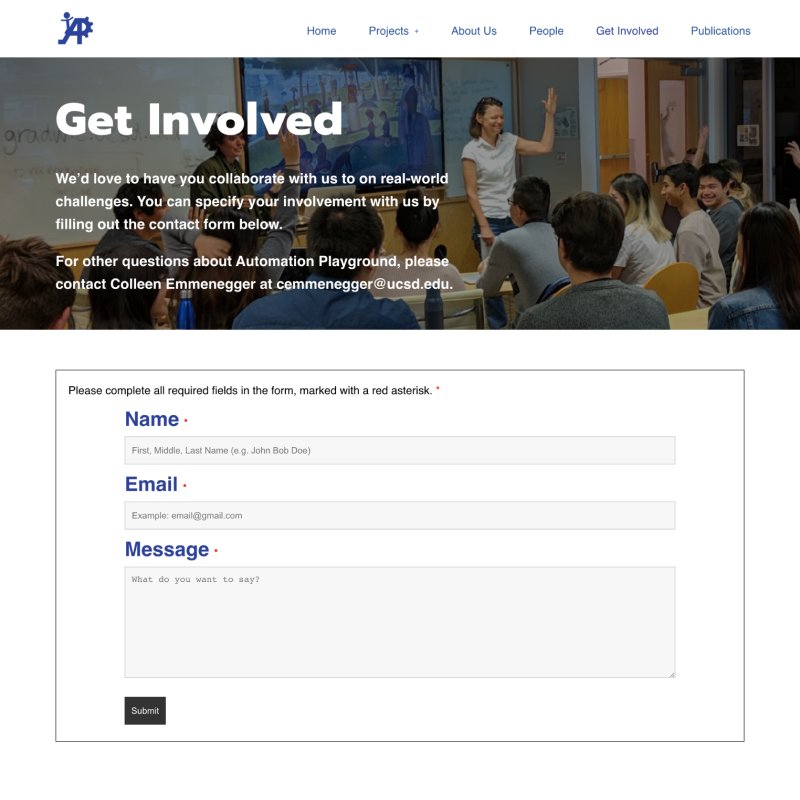 AP
Home
Projects +
About Us
People
Get Involved
Publications
Get Involved
We'd love to have you collaborate with us to on real-world
challenges. You can specify your involvement with us by
filling out the contact form below.
For other questions about Automation Playground, please
contact Colleen Emmenegger at cemmenegger@ucsd.edu.
Please complete all required fields in the form, marked with a red asterisk. *
Name *
First, Middle, Last Name (e.g. John Bob Doe)
Email *
Example: email@gmail.com
Message *
What do you want to say?
Submit